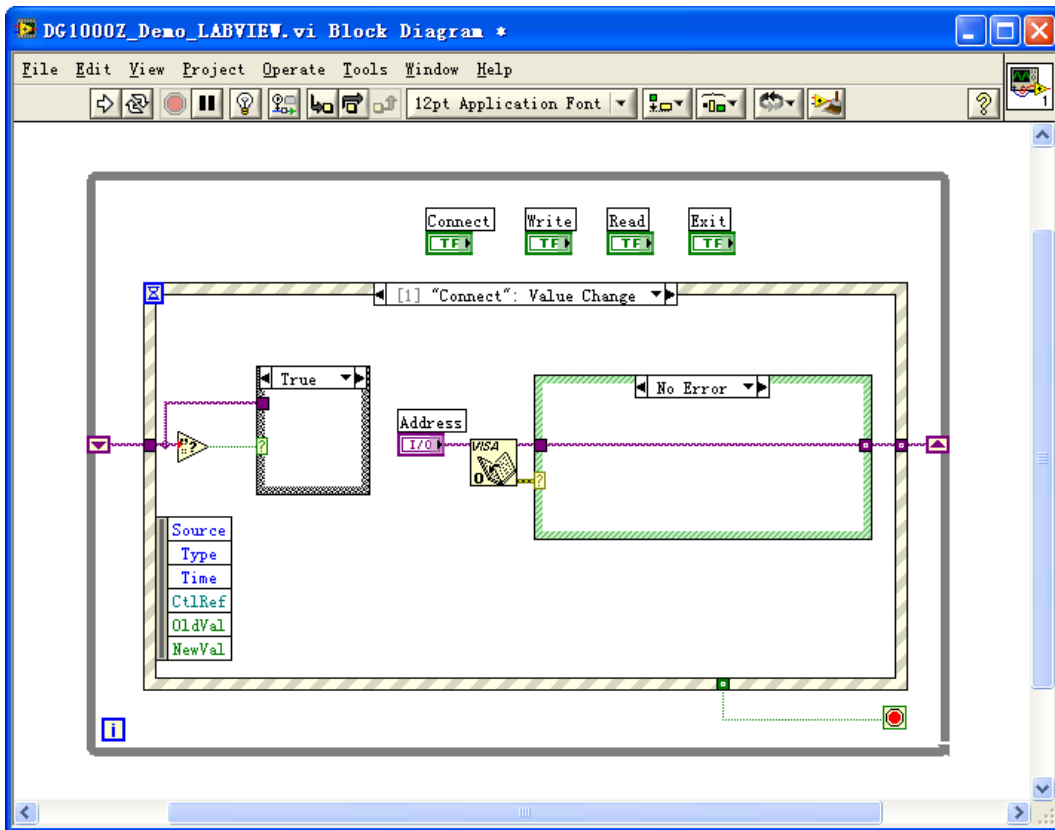 DG1000Z_Demo_LABVIEW.vi Block Diagram *
File Edit View Project Operate Tools Window Help
12pt Application Font
?
1
Connect Write Read Exit
TF TF TF TF
[1] "Connect": Value Change
True
No Error
Address
I/O
!!?
?
VISA
0
?
Source
Type
Time
CtlRef
OldVal
NewVal
i